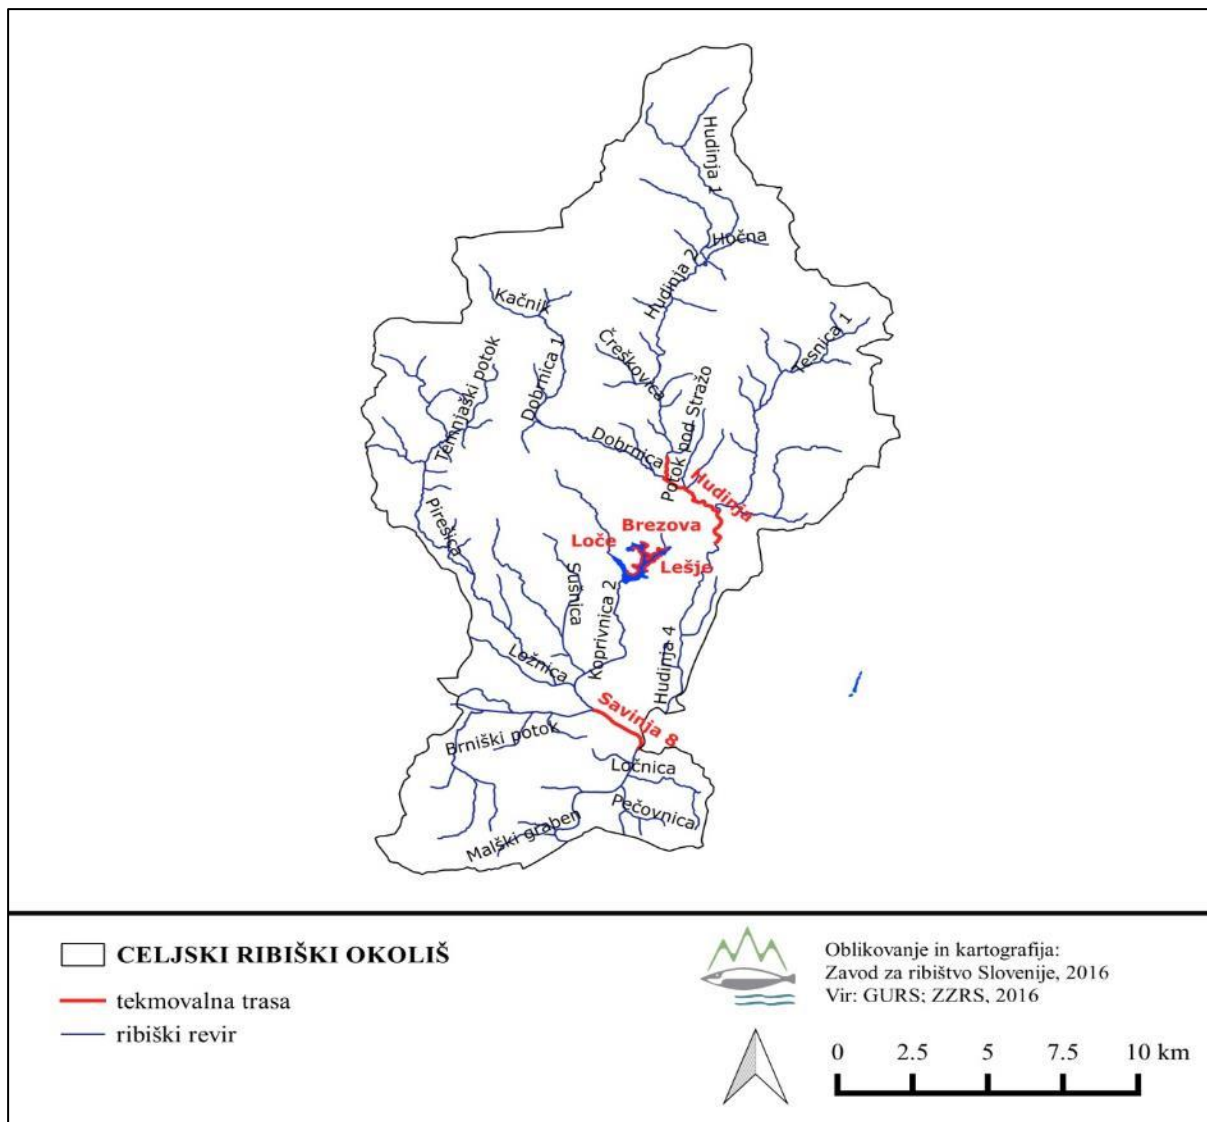 Hudinja 1
Hočna
Hudinja 2
Kačnik
Tesnica 1
Čreškovica
Dobrnica 1
Temnjaški potok
Potok pod Stražo
Dobrnica
Hudinja
Pirešica
Brezova
Loče
Lešje
Sušnica
Koprivnica 2
Hudinja 4
Ložnica
Savinja 8
Brniški potok
Ločnica
Pečovnica
Malški graben
CELJSKI RIBIŠKI OKOLIŠ
tekmovalna trasa
ribiški revir
Oblikovanje in kartografija:
Zavod za ribištvo Slovenije, 2016
Vir: GURS; ZZRS, 2016
0 2.5 5 7.5 10 km